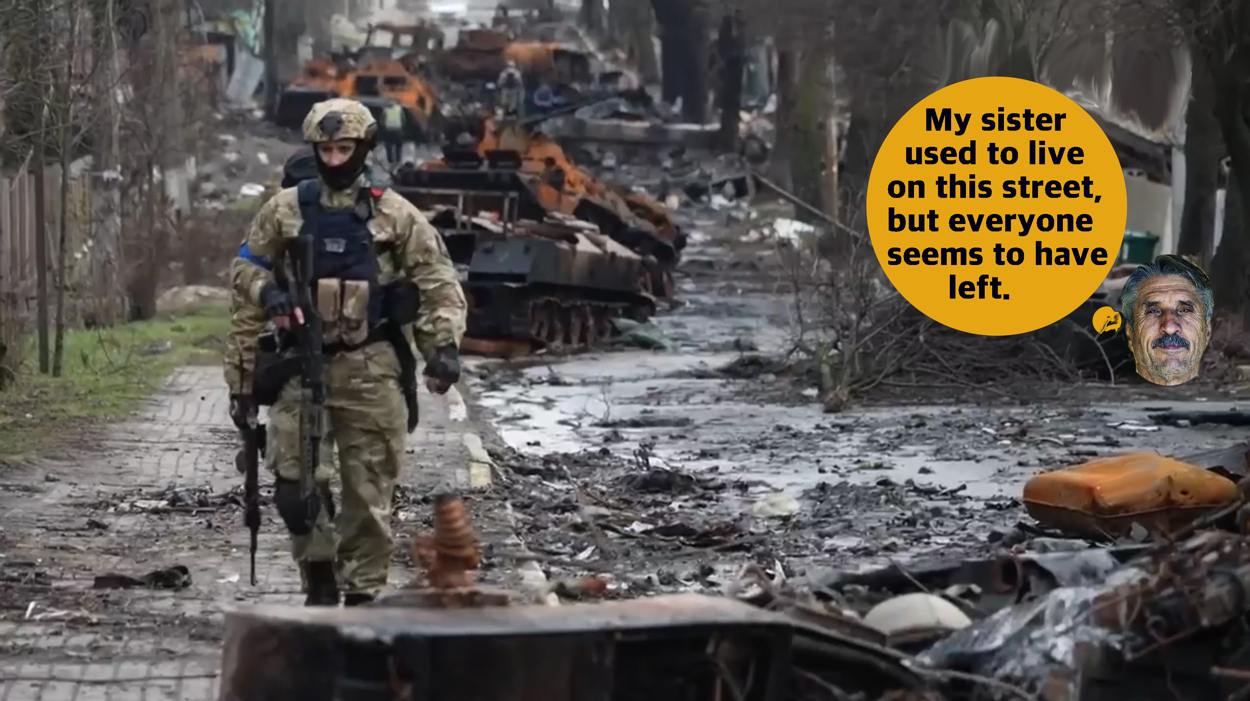 My sister
used to live
on this street,
but everyone
seems to have
left.